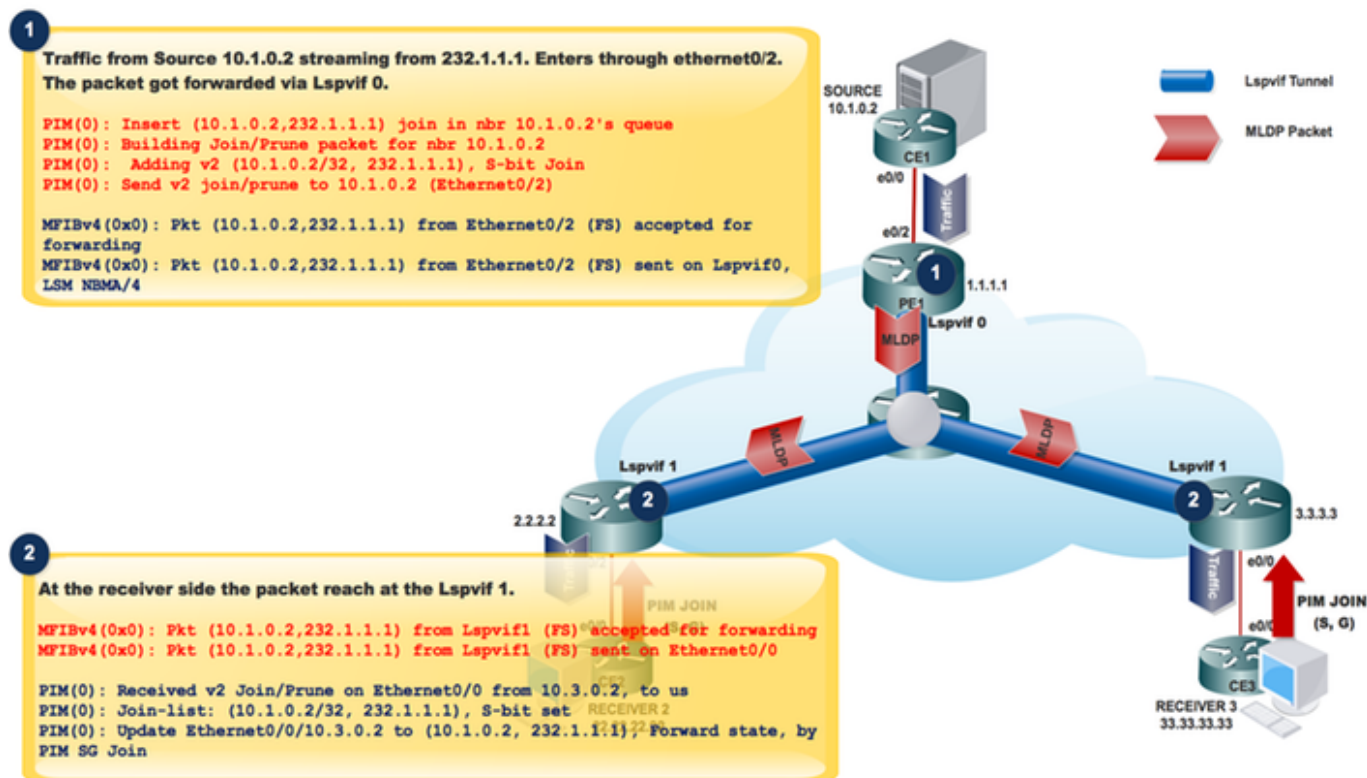 1
Traffic from Source 10.1.0.2 streaming from 232.1.1.1. Enters through ethernet0/2.
The packet got forwarded via Lspvif 0.
PIM(0): Insert (10.1.0.2,232.1.1.1) join in nbr 10.1.0.2's queue
PIM(0): Building Join/Prune packet for nbr 10.1.0.2
PIM(0): Adding v2 (10.1.0.2/32, 232.1.1.1), S-bit Join
PIM(0): Send v2 join/prune to 10.1.0.2 (Ethernet0/2)
MFIBv4(0x0): Pkt (10.1.0.2,232.1.1.1) from Ethernet0/2 (FS) accepted for
forwarding
MFIBv4(0x0): Pkt (10.1.0.2,232.1.1.1) from Ethernet0/2 (FS) sent on Lspvif0,
LSM NBMA/4
SOURCE
10.1.0.2
CE1
e0/0
Traffic
e0/2
1
1.1.1.1
PE1
Lspvif 0
MLDP
Lspvif Tunnel
MLDP Packet
MLDP
MLDP
Lspvif 1
2
2.2.2.2
Traffic
Lspvif 1
2
3.3.3.3
Traffic
e0/0
PIM JOIN
(S, G)
e0/0
CE3
RECEIVER 3
33.33.33.33
2
At the receiver side the packet reach at the Lspvif 1.
MFIBv4(0x0): Pkt (10.1.0.2,232.1.1.1) from Lspvif1 (FS) accepted for forwarding
MFIBv4(0x0): Pkt (10.1.0.2,232.1.1.1) from Lspvif1 (FS) sent on Ethernet0/0
PIM(0): Received v2 Join/Prune on Ethernet0/0 from 10.3.0.2, to us
PIM(0): Join-list: (10.1.0.2/32, 232.1.1.1), S-bit set
PIM(0): Update Ethernet0/0/10.3.0.2 to (10.1.0.2, 232.1.1.1), Forward state, by
PIM SG Join
PIM JOIN
e0/0
CE2
RECEIVER 2